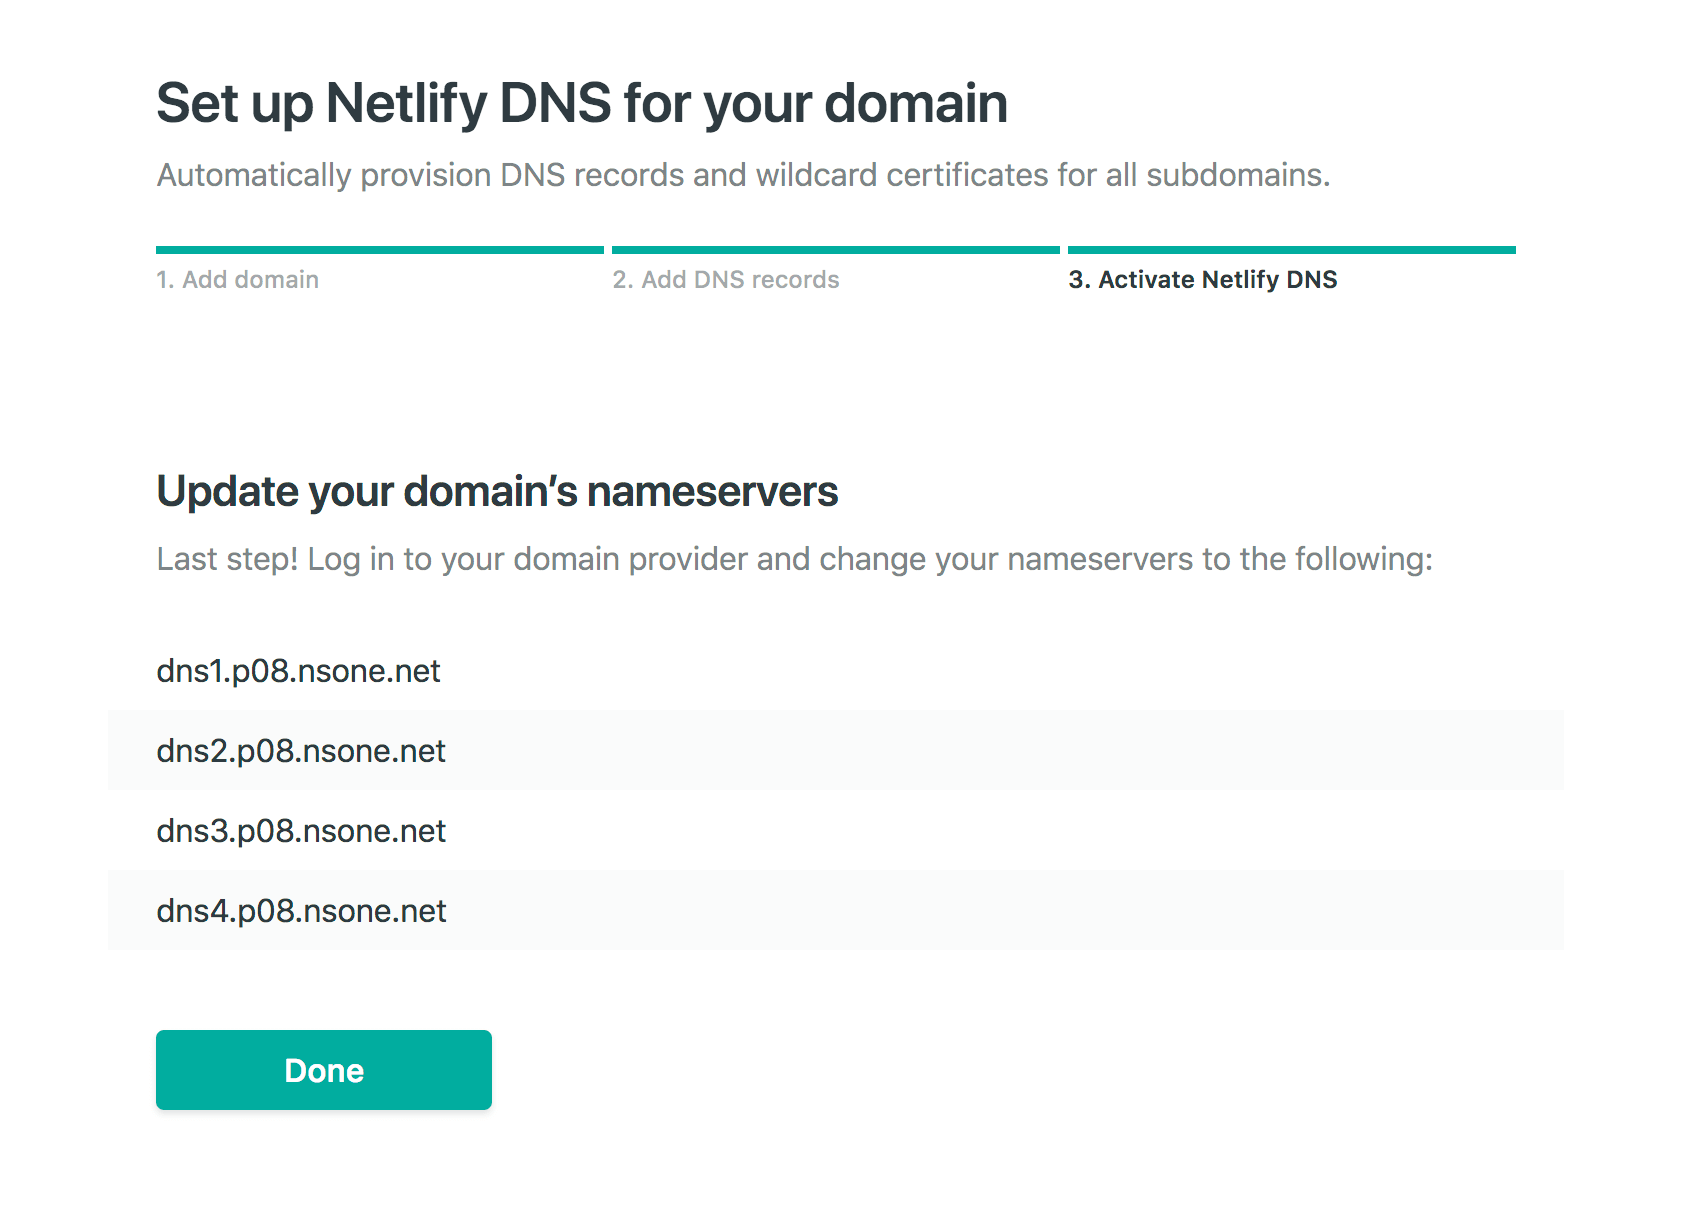 Set up Netlify DNS for your domain
Automatically provision DNS records and wildcard certificates for all subdomains.
1. Add domain
2. Add DNS records
3. Activate Netlify DNS
Update your domain’s nameservers
Last step! Log in to your domain provider and change your nameservers to the following:
dns1.p08.nsone.net
dns2.p08.nsone.net
dns3.p08.nsone.net
dns4.p08.nsone.net
Done